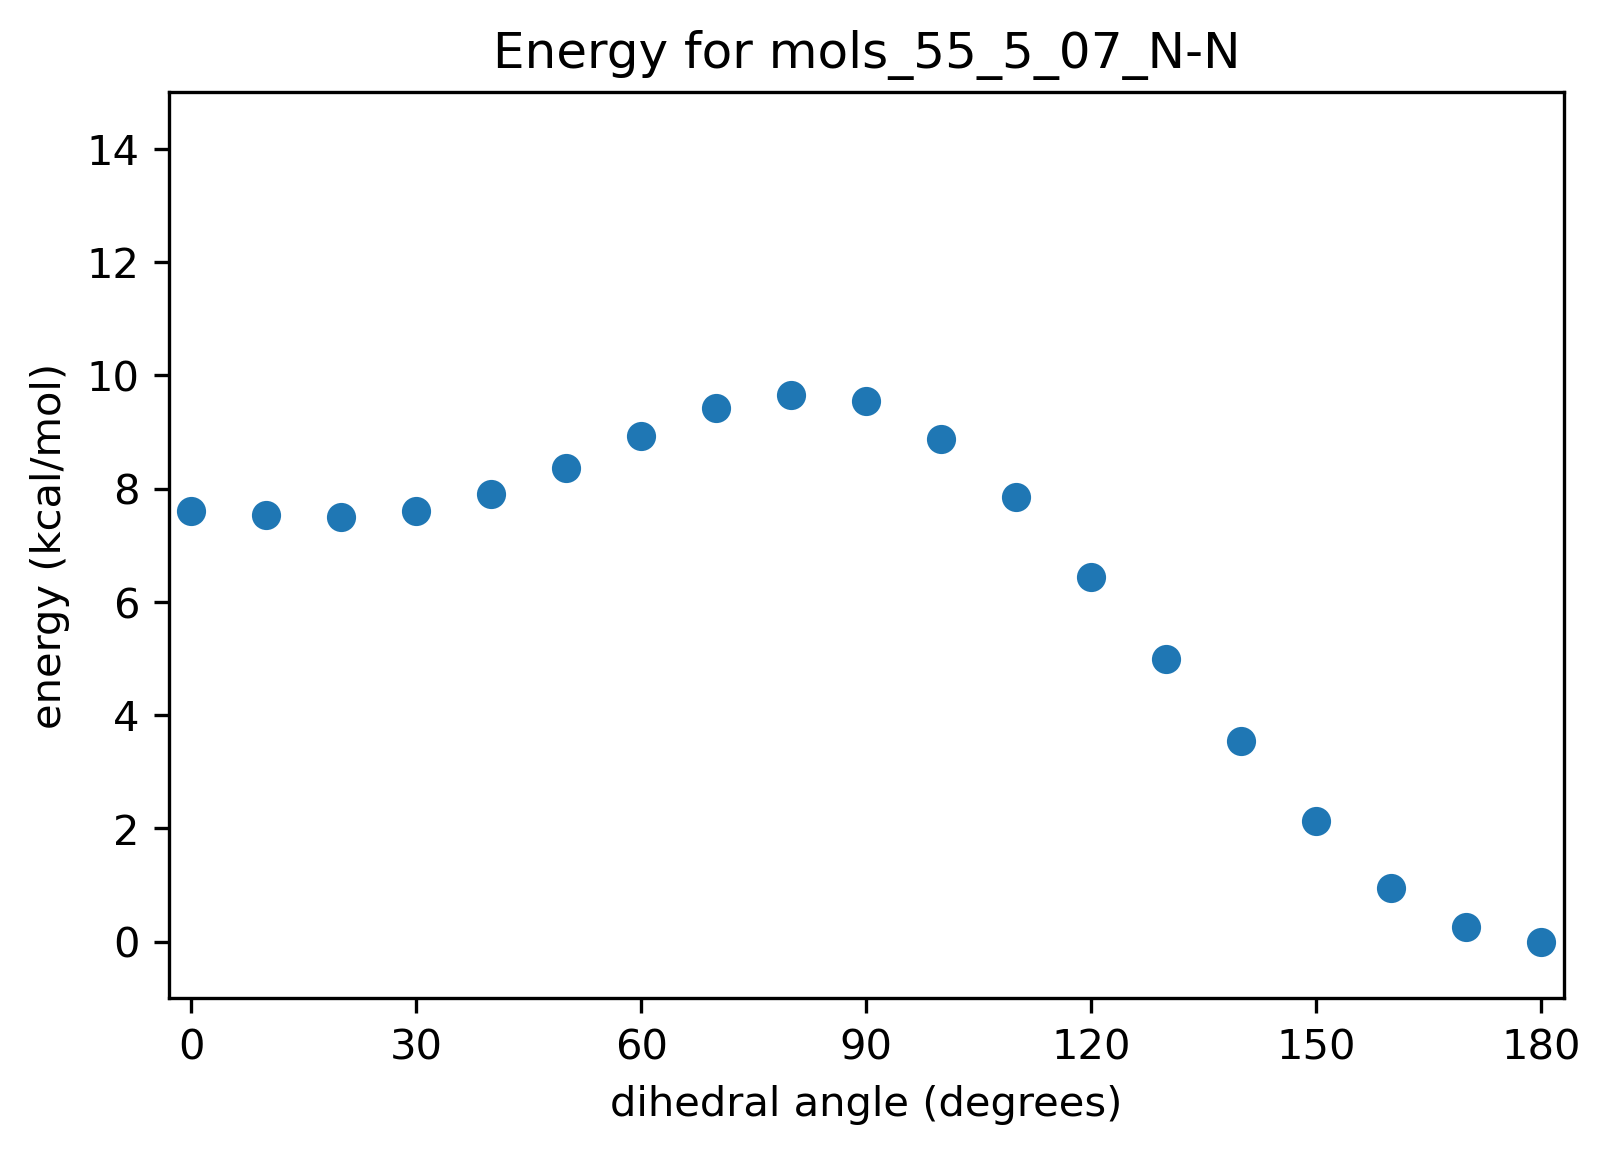 Energy for mols_55_5_07_N-N
14
12
10
8
6
4
2
0
energy (kcal/mol)
0 30 60 90 120 150 180
dihedral angle (degrees)